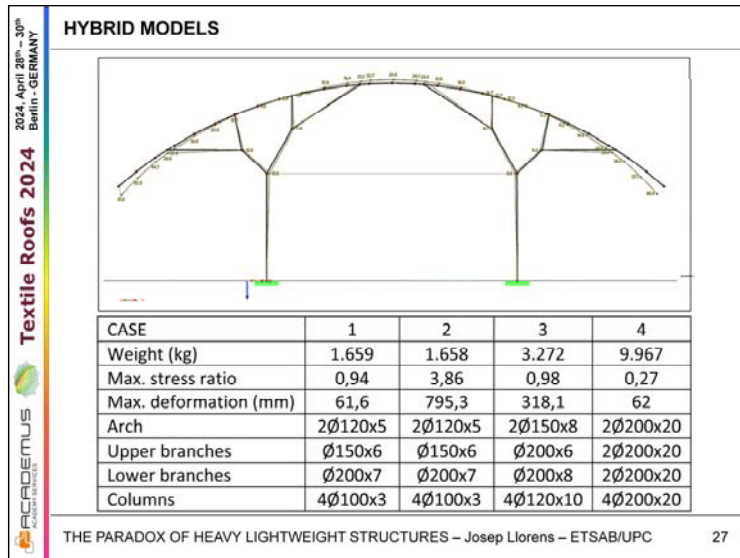 HYBRID MODELS
CASE 1 2 3 4
Weight (kg) 1.659 1.658 3.272 9.967
Max. stress ratio 0,94 3,86 0,98 0,27
Max. deformation (mm) 61,6 795,3 318,1 62
Arch 2Ø120x5 2Ø120x5 2Ø150x8 2Ø200x20
Upper branches Ø150x6 Ø150x6 Ø200x6 2Ø200x20
Lower branches Ø200x7 Ø200x7 Ø200x8 2Ø200x20
Columns 4Ø100x3 4Ø100x3 4Ø120x10 4Ø200x20
THE PARADOX OF HEAVY LIGHTWEIGHT STRUCTURES – Josep Llorens – ETSAB/UPC 27
2024, April 28th – 30th
Berlin - GERMANY
Textile Roofs 2024
ACADEMUS
ACADEMY SERVICES